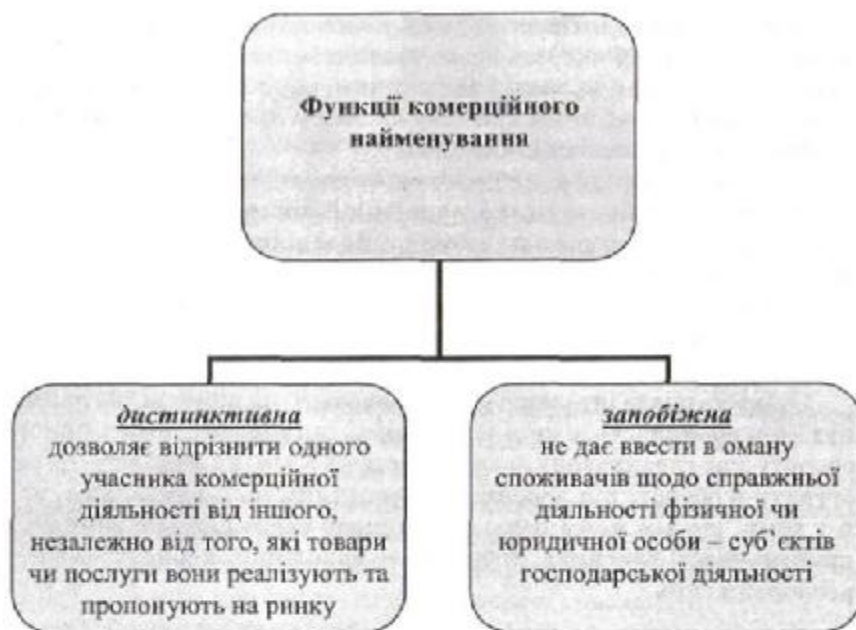 Функції комерційного
найменування
дистинктивна
дозволяє відрізнити одного
учасника комерційної
діяльності від іншого,
незалежно від того, які товари
чи послуги вони реалізують та
пропонують на ринку
запобіжна
не дає ввести в оману
споживачів щодо справжньої
діяльності фізичної чи
юридичної особи – суб’єктів
господарської діяльності